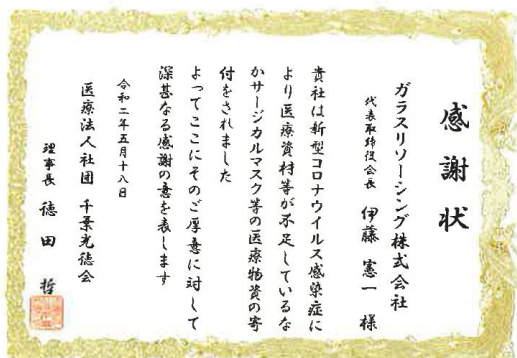 感謝状
ガラスリソーシング株式会社
代表取締役会長 伊藤 憲一 様
貴社は新型コロナウイルス感染症に
より医療資材等が不足しているな
かサージカルマスク等の医療物資の寄
付をされました
よってここにそのご厚意に対して
深甚なる感謝の意を表します
令和二年五月十八日
医療法人社団 千葉光徳会
理事長 徳田 哲